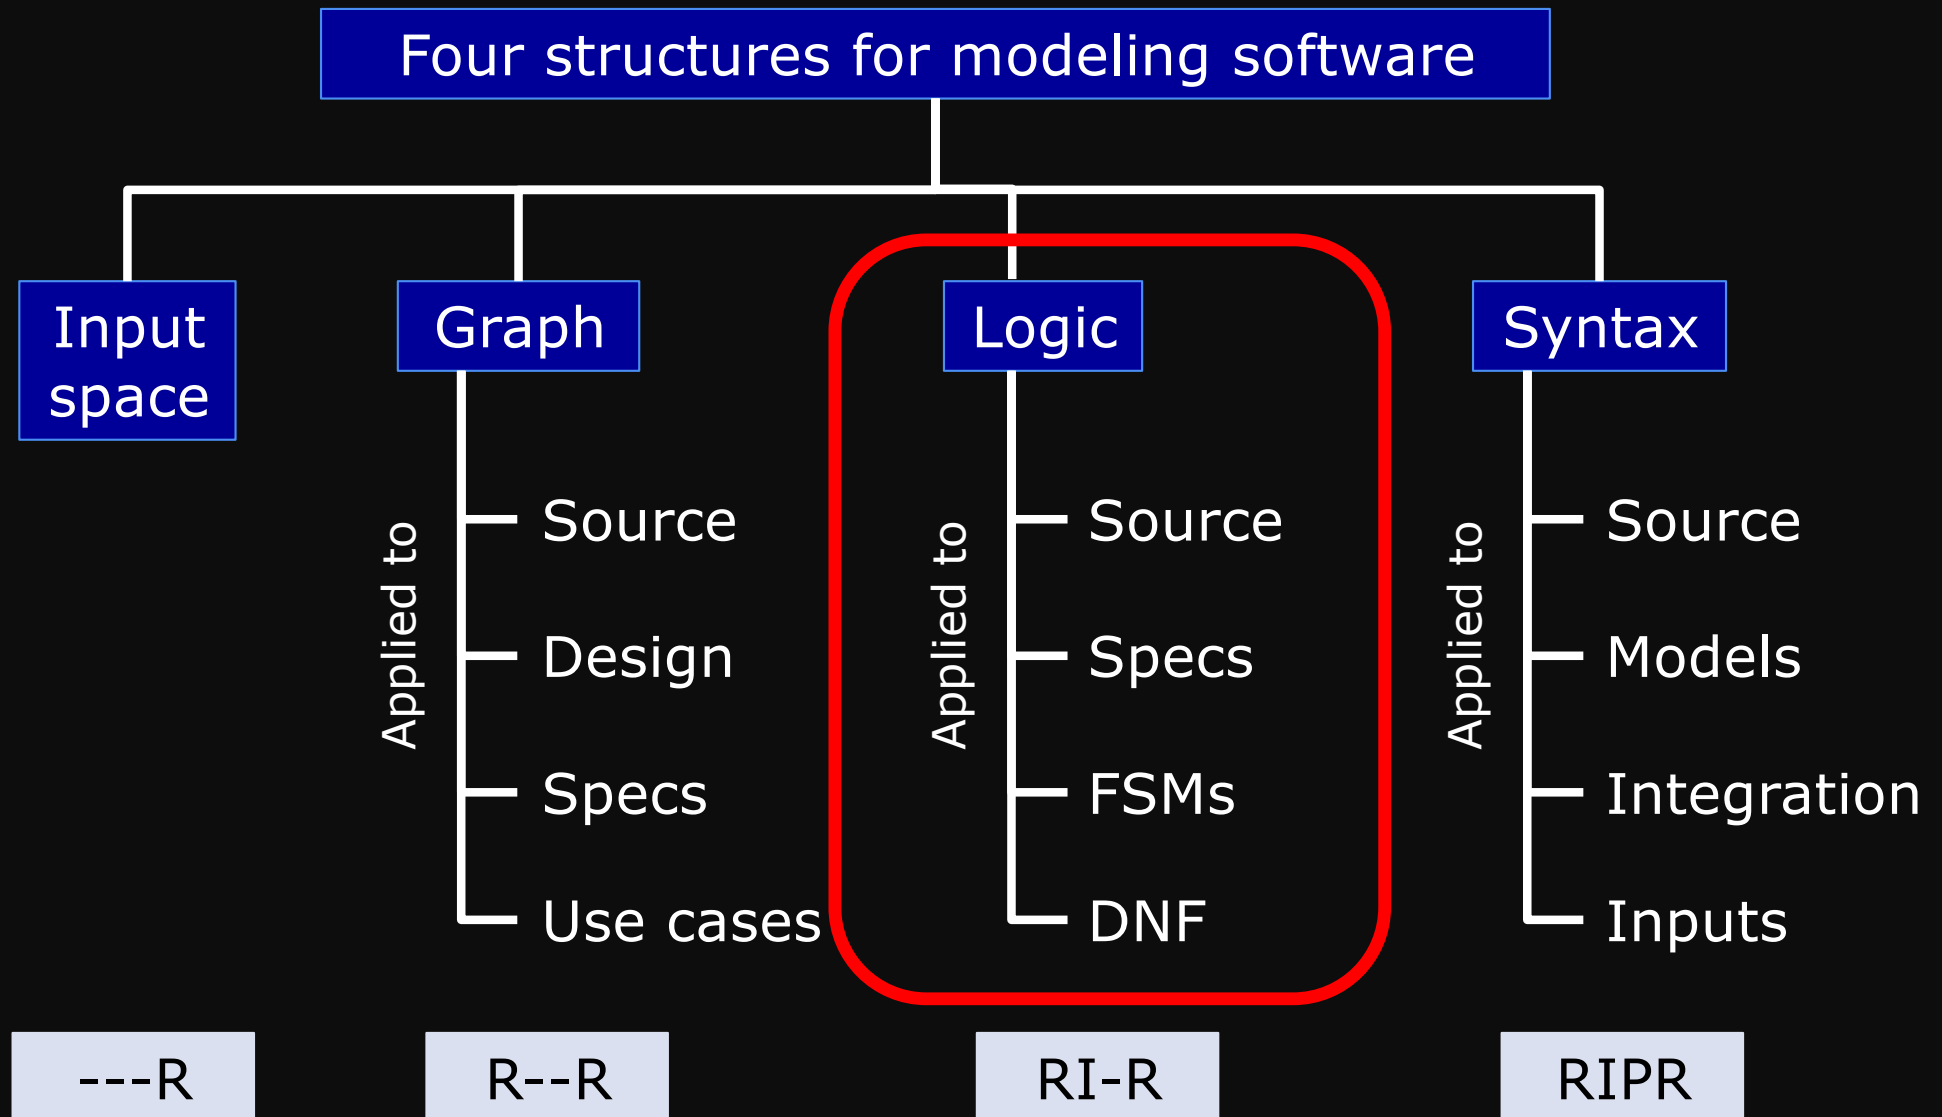 Four structures for modeling software
Input
space
Graph
Logic
Syntax
Applied to
Source
Design
Specs
Use cases
Applied to
Source
Specs
FSMs
DNF
Applied to
Source
Models
Integration
Inputs
---R
R--R
RI-R
RIPR